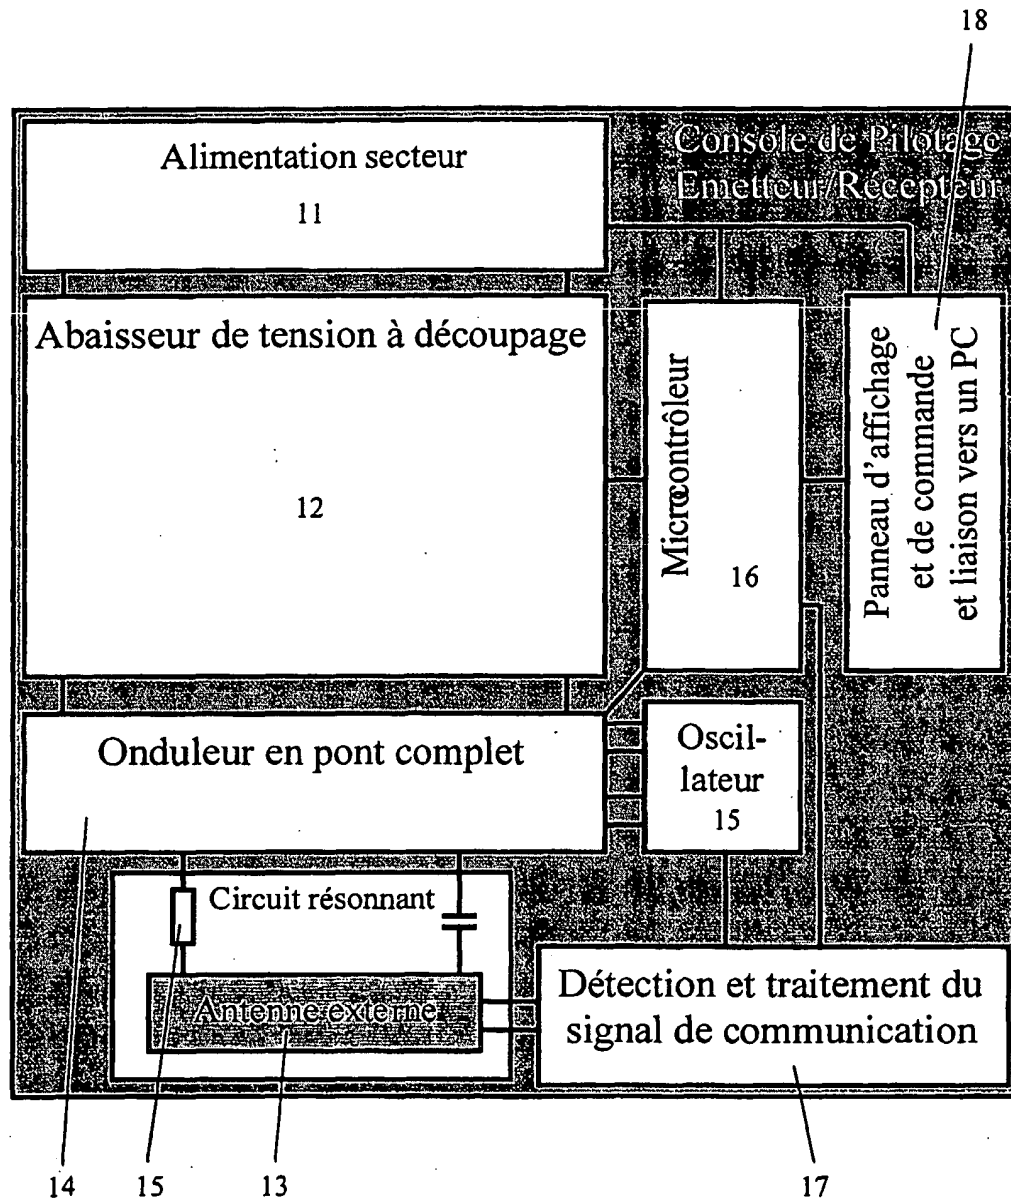 18
Console de Pilotage
Emetteur/Récepteur
Alimentation secteur
11
Abaisseur de tension à découpage
12
Microcontrôleur
16
Panneau d'affichage
et de commande
et liaison vers un PC
Onduleur en pont complet
Oscil-
lateur
15
Circuit résonnant
Antenne externe
Détection et traitement du
signal de communication
14
15
13
17